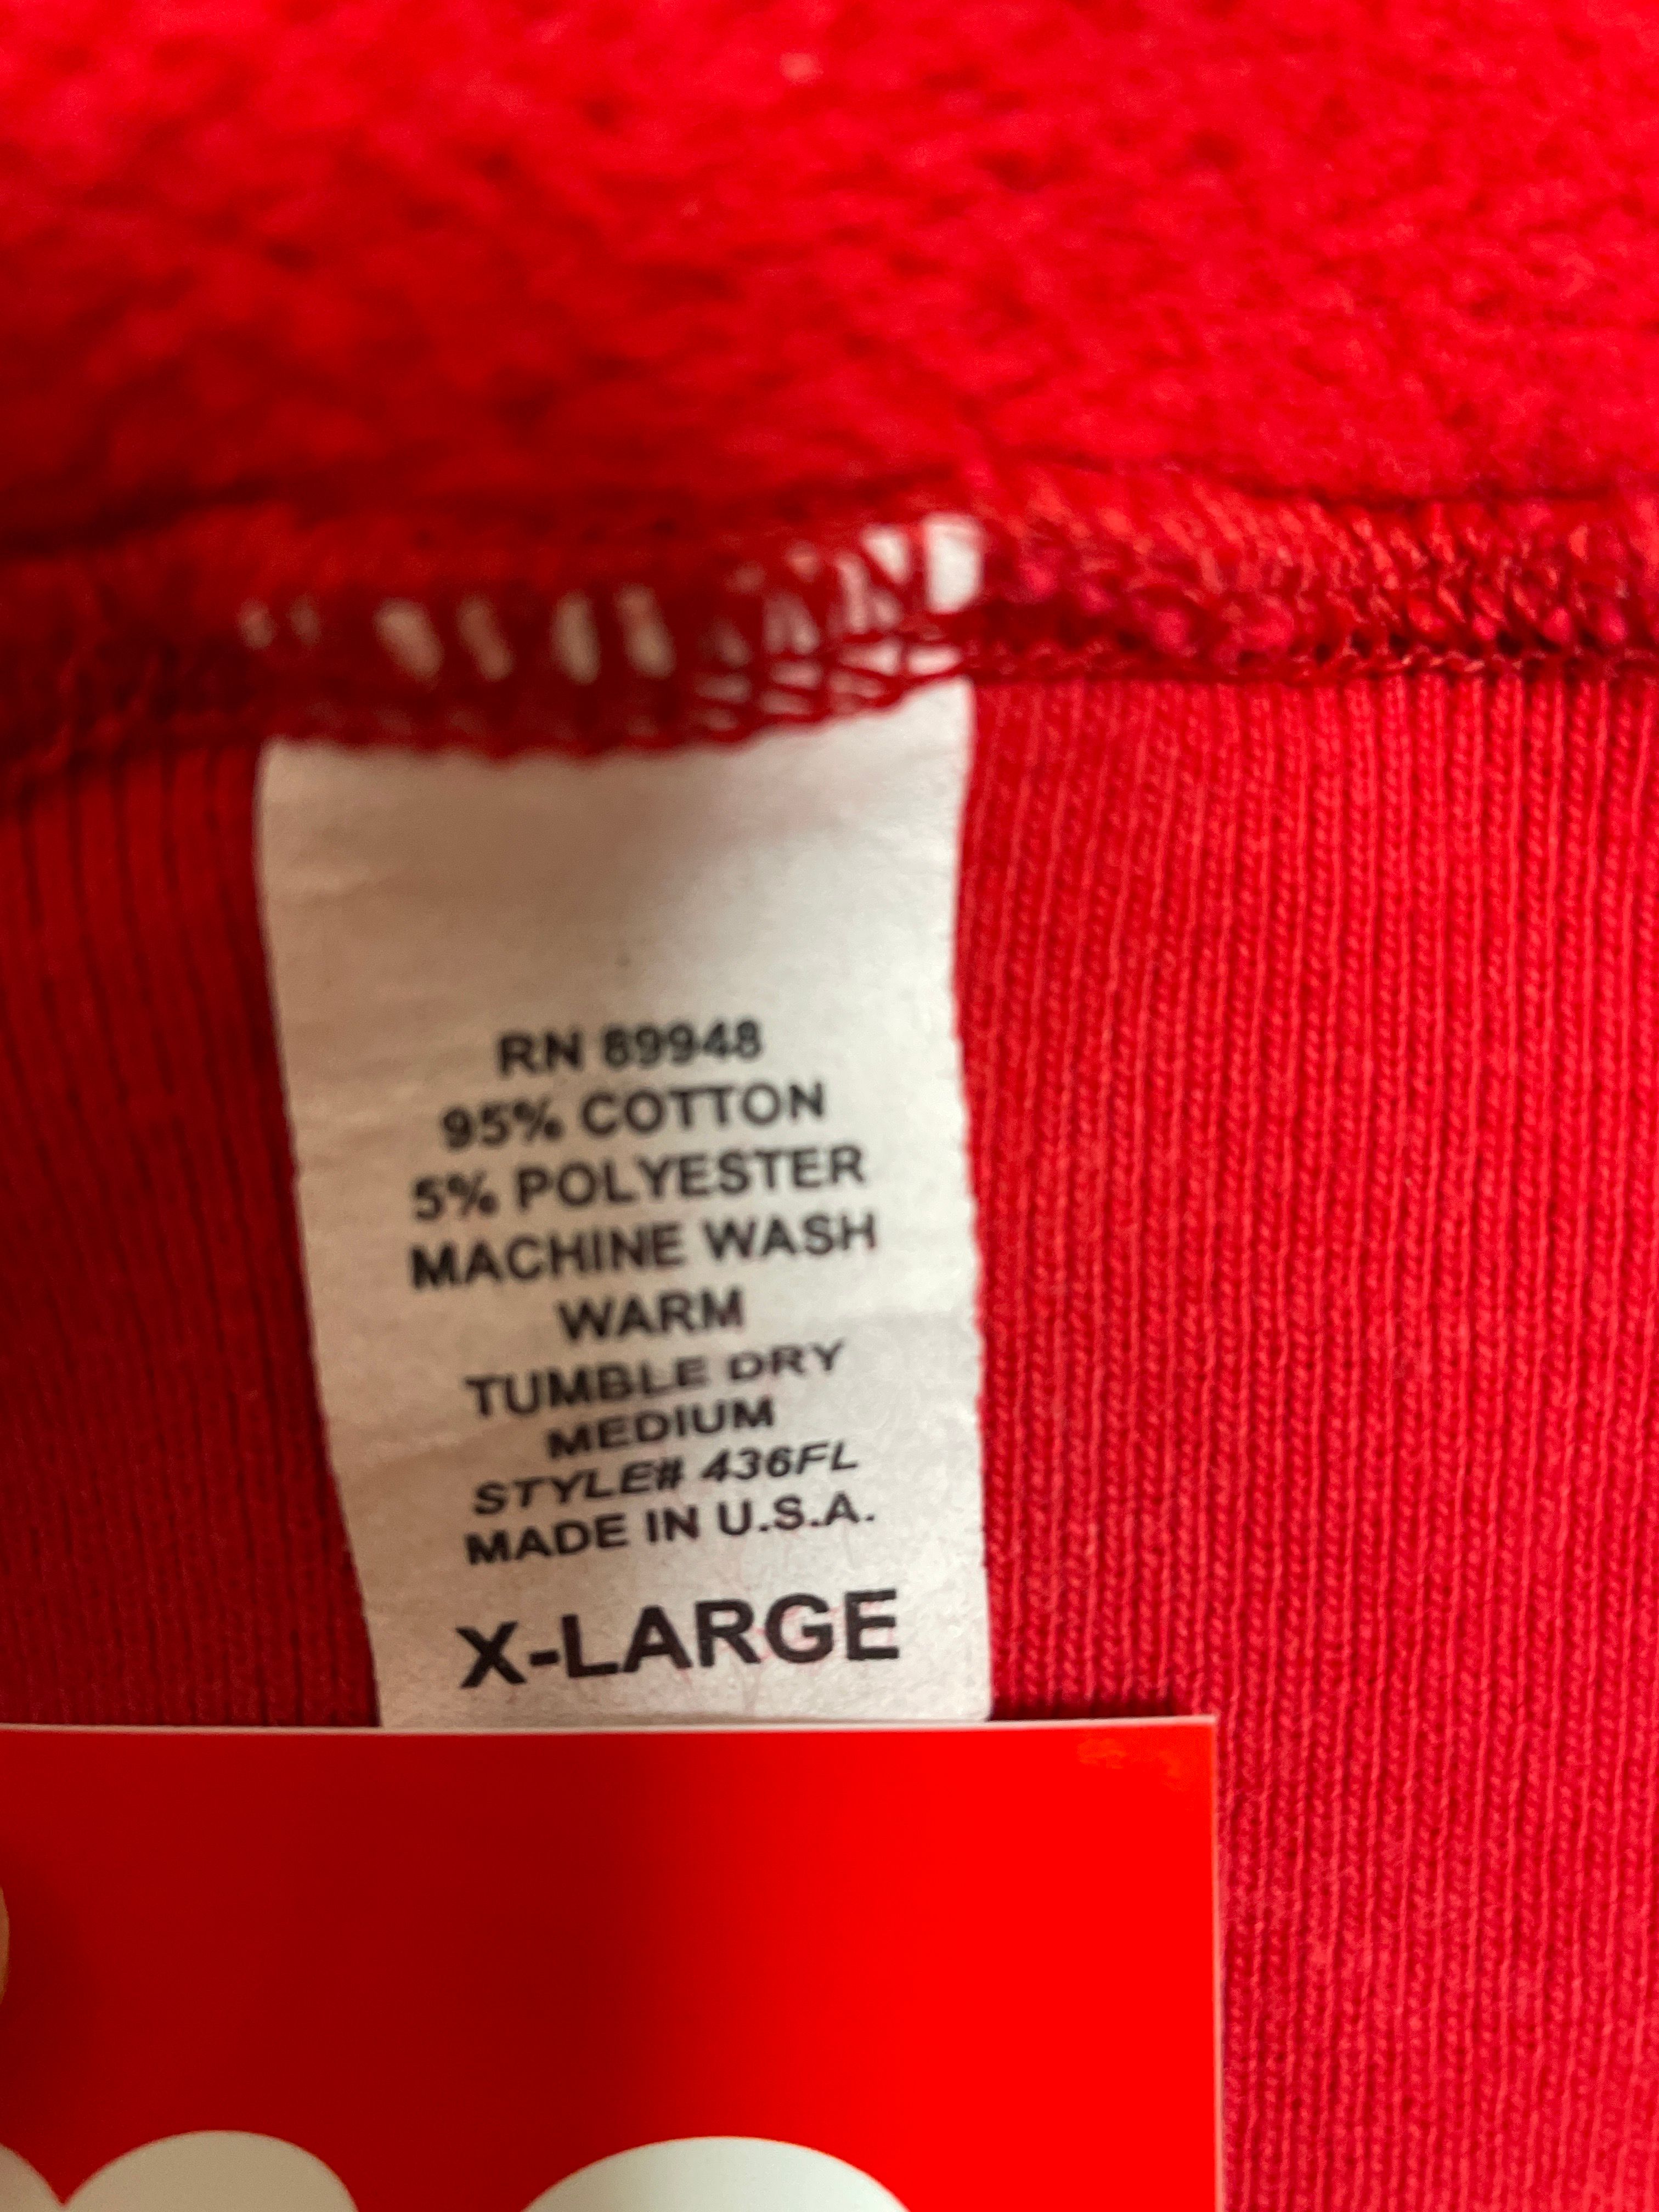 RN 89948
95% COTTON
5% POLYESTER
MACHINE WASH
WARM
TUMBLE DRY
MEDIUM
STYLE# 436FL
MADE IN U.S.A.
X-LARGE